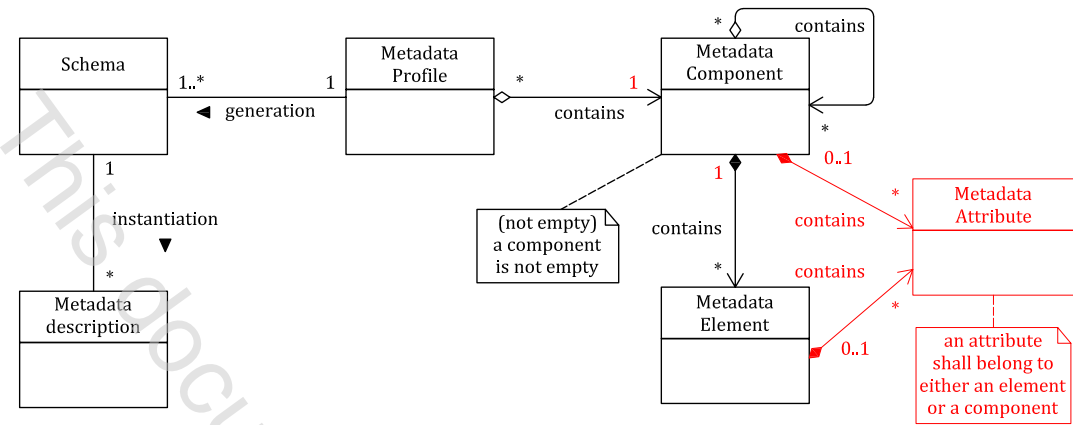 Schema
1..*
1
generation
1
instantiation
*
Metadata
description
Metadata
Profile
*
1
contains
Metadata
Component
*
contains
*
(not empty)
a component
is not empty
1
contains
*
Metadata
Element
0..1
*
contains
contains
*
0..1
Metadata
Attribute
an attribute
shall belong to
either an element
or a component
This docu